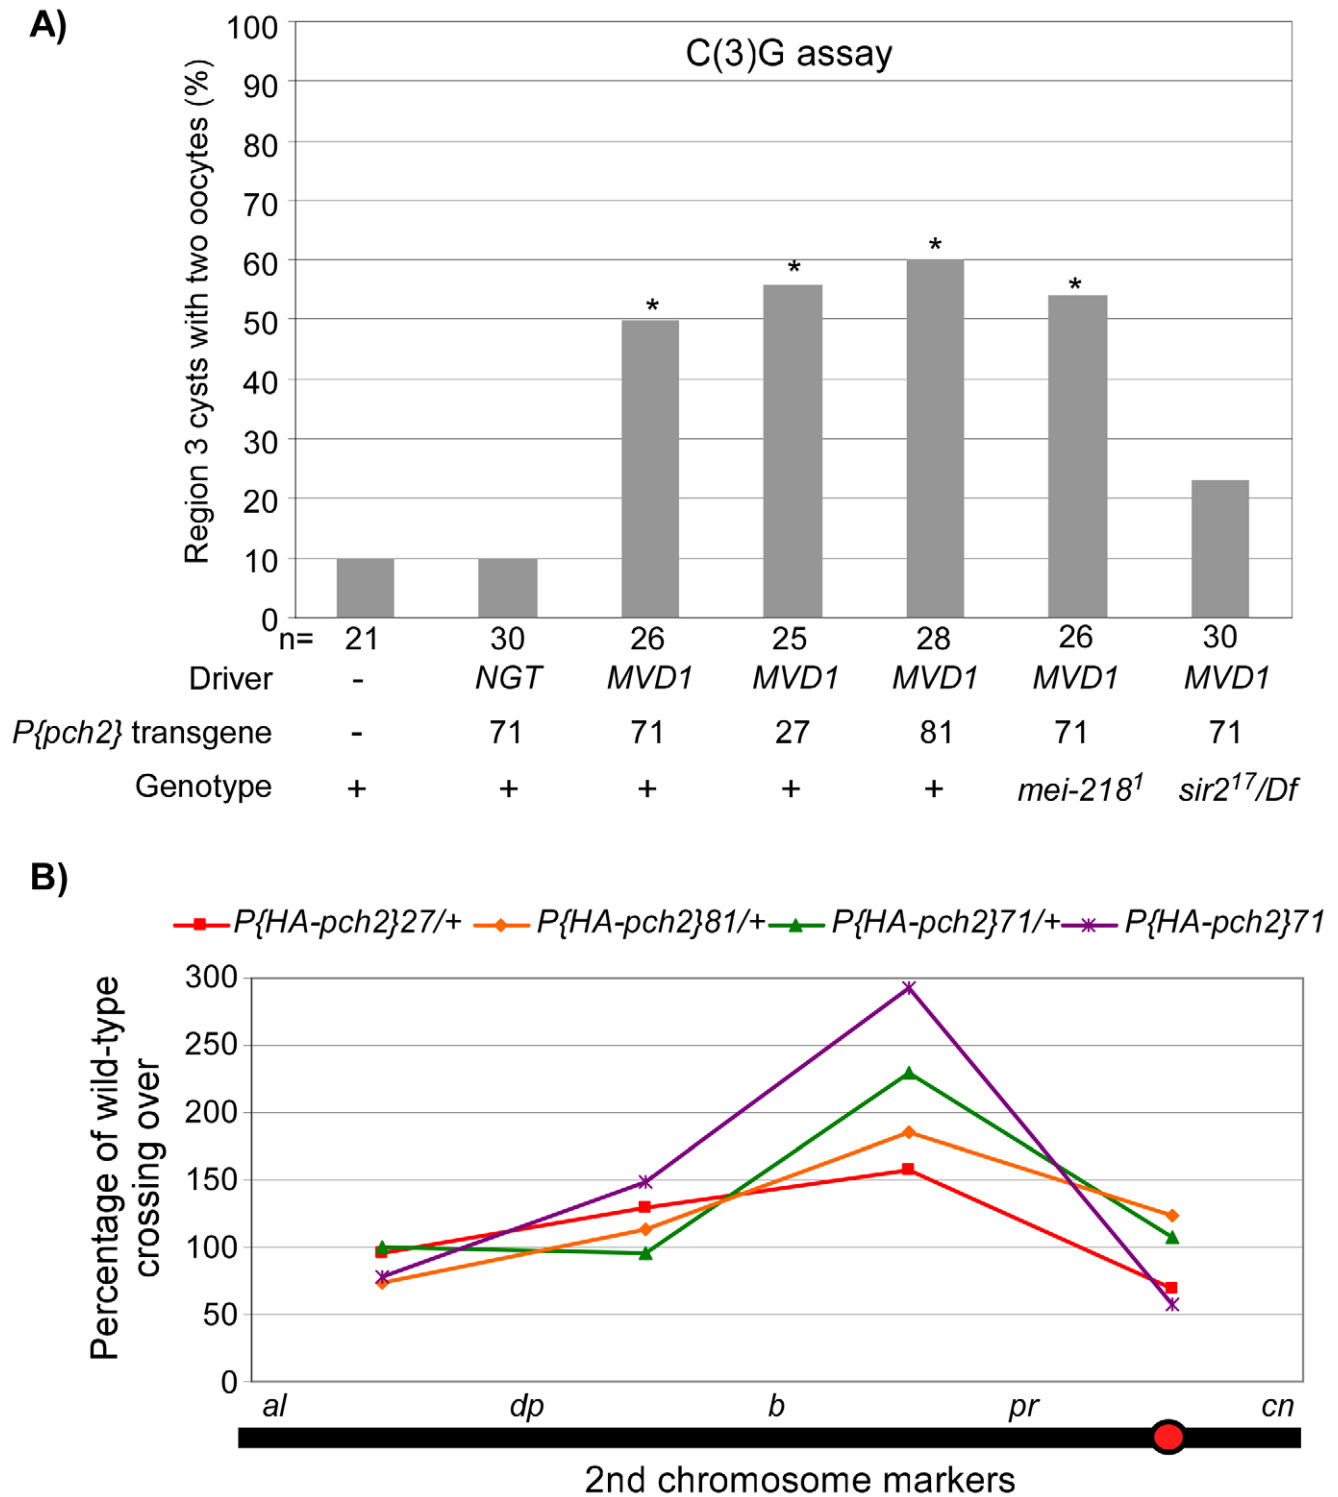 A)
C(3)G assay
Region 3 cysts with two oocytes (%)
100
90
80
70
60
50
40
30
20
10
0
* * * *
n= 21 30 26 25 28 26 30
Driver - NGT MVD1 MVD1 MVD1 MVD1 MVD1
P{pch2} transgene - 71 71 27 81 71 71
Genotype + + + + + mei-218¹ sir2¹⁷/Df
B)
P{HA-pch2}27/+ P{HA-pch2}81/+ P{HA-pch2}71/+ P{HA-pch2}71
Percentage of wild-type
crossing over
300
250
200
150
100
50
0
al dp b pr cn
2nd chromosome markers